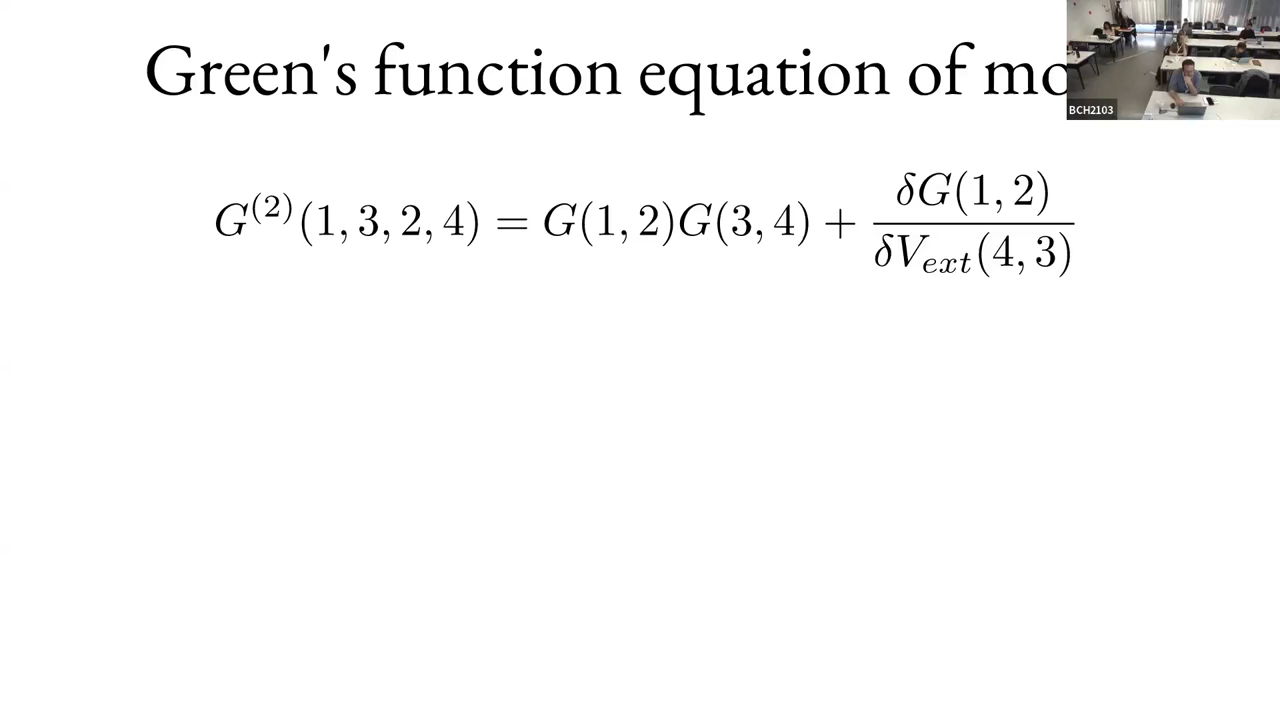 Green's function equation of mo
BCH2103
G^{(2)}(1, 3, 2, 4) = G(1, 2)G(3, 4) + \frac{\delta G(1, 2)}{\delta V_{ext}(4, 3)}